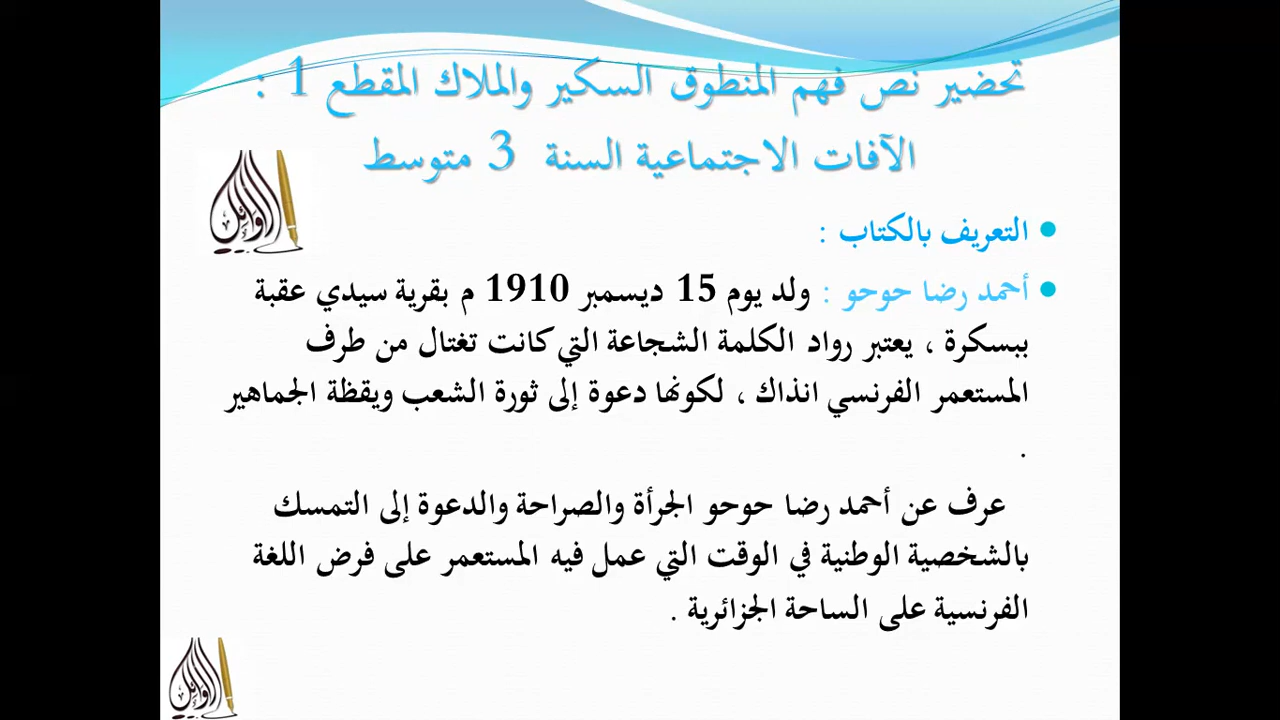 تحضير نص فهم المنطوق السكير والملاك المقطع 1 :
الآفات الاجتماعية السنة 3 متوسط
الأوائل
• التعريف بالكتاب :
• أحمد رضا حوحو : ولد يوم 15 ديسمبر 1910 م بقرية سيدي عقبة
ببسكرة ، يعتبر رواد الكلمة الشجاعة التي كانت تغتال من طرف
المستعمر الفرنسي انذاك ، لكونها دعوة إلى ثورة الشعب ويقظة الجماهير
.
عرف عن أحمد رضا حوحو الجرأة والصراحة والدعوة إلى التمسك
بالشخصية الوطنية في الوقت التي عمل فيه المستعمر على فرض اللغة
الفرنسية على الساحة الجزائرية .
الأوائل